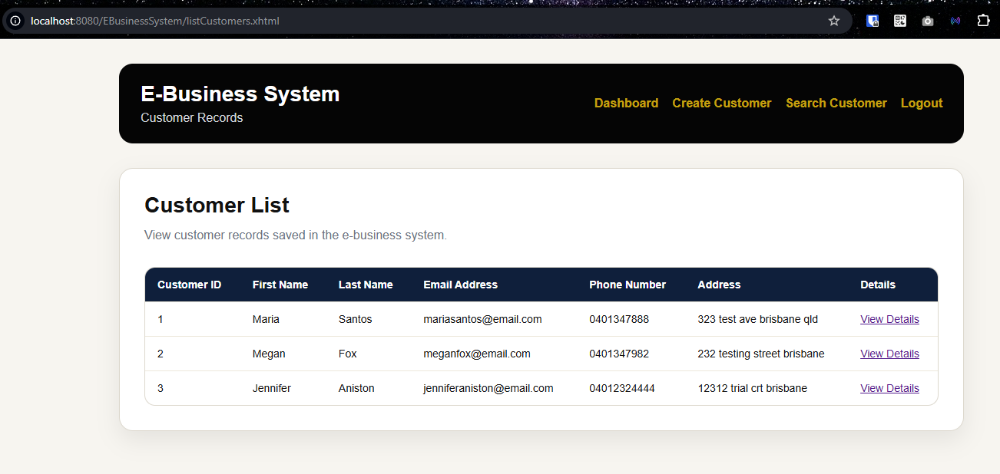 localhost:8080/EBusinessSystem/listCustomers.xhtml
E-Business System
Customer Records
Dashboard Create Customer Search Customer Logout
Customer List
View customer records saved in the e-business system.
Customer ID First Name Last Name Email Address Phone Number Address Details
1 Maria Santos mariasantos@email.com 0401347888 323 test ave brisbane qld View Details
2 Megan Fox meganfox@email.com 0401347982 232 testing street brisbane View Details
3 Jennifer Aniston jenniferaniston@email.com 04012324444 12312 trial crt brisbane View Details